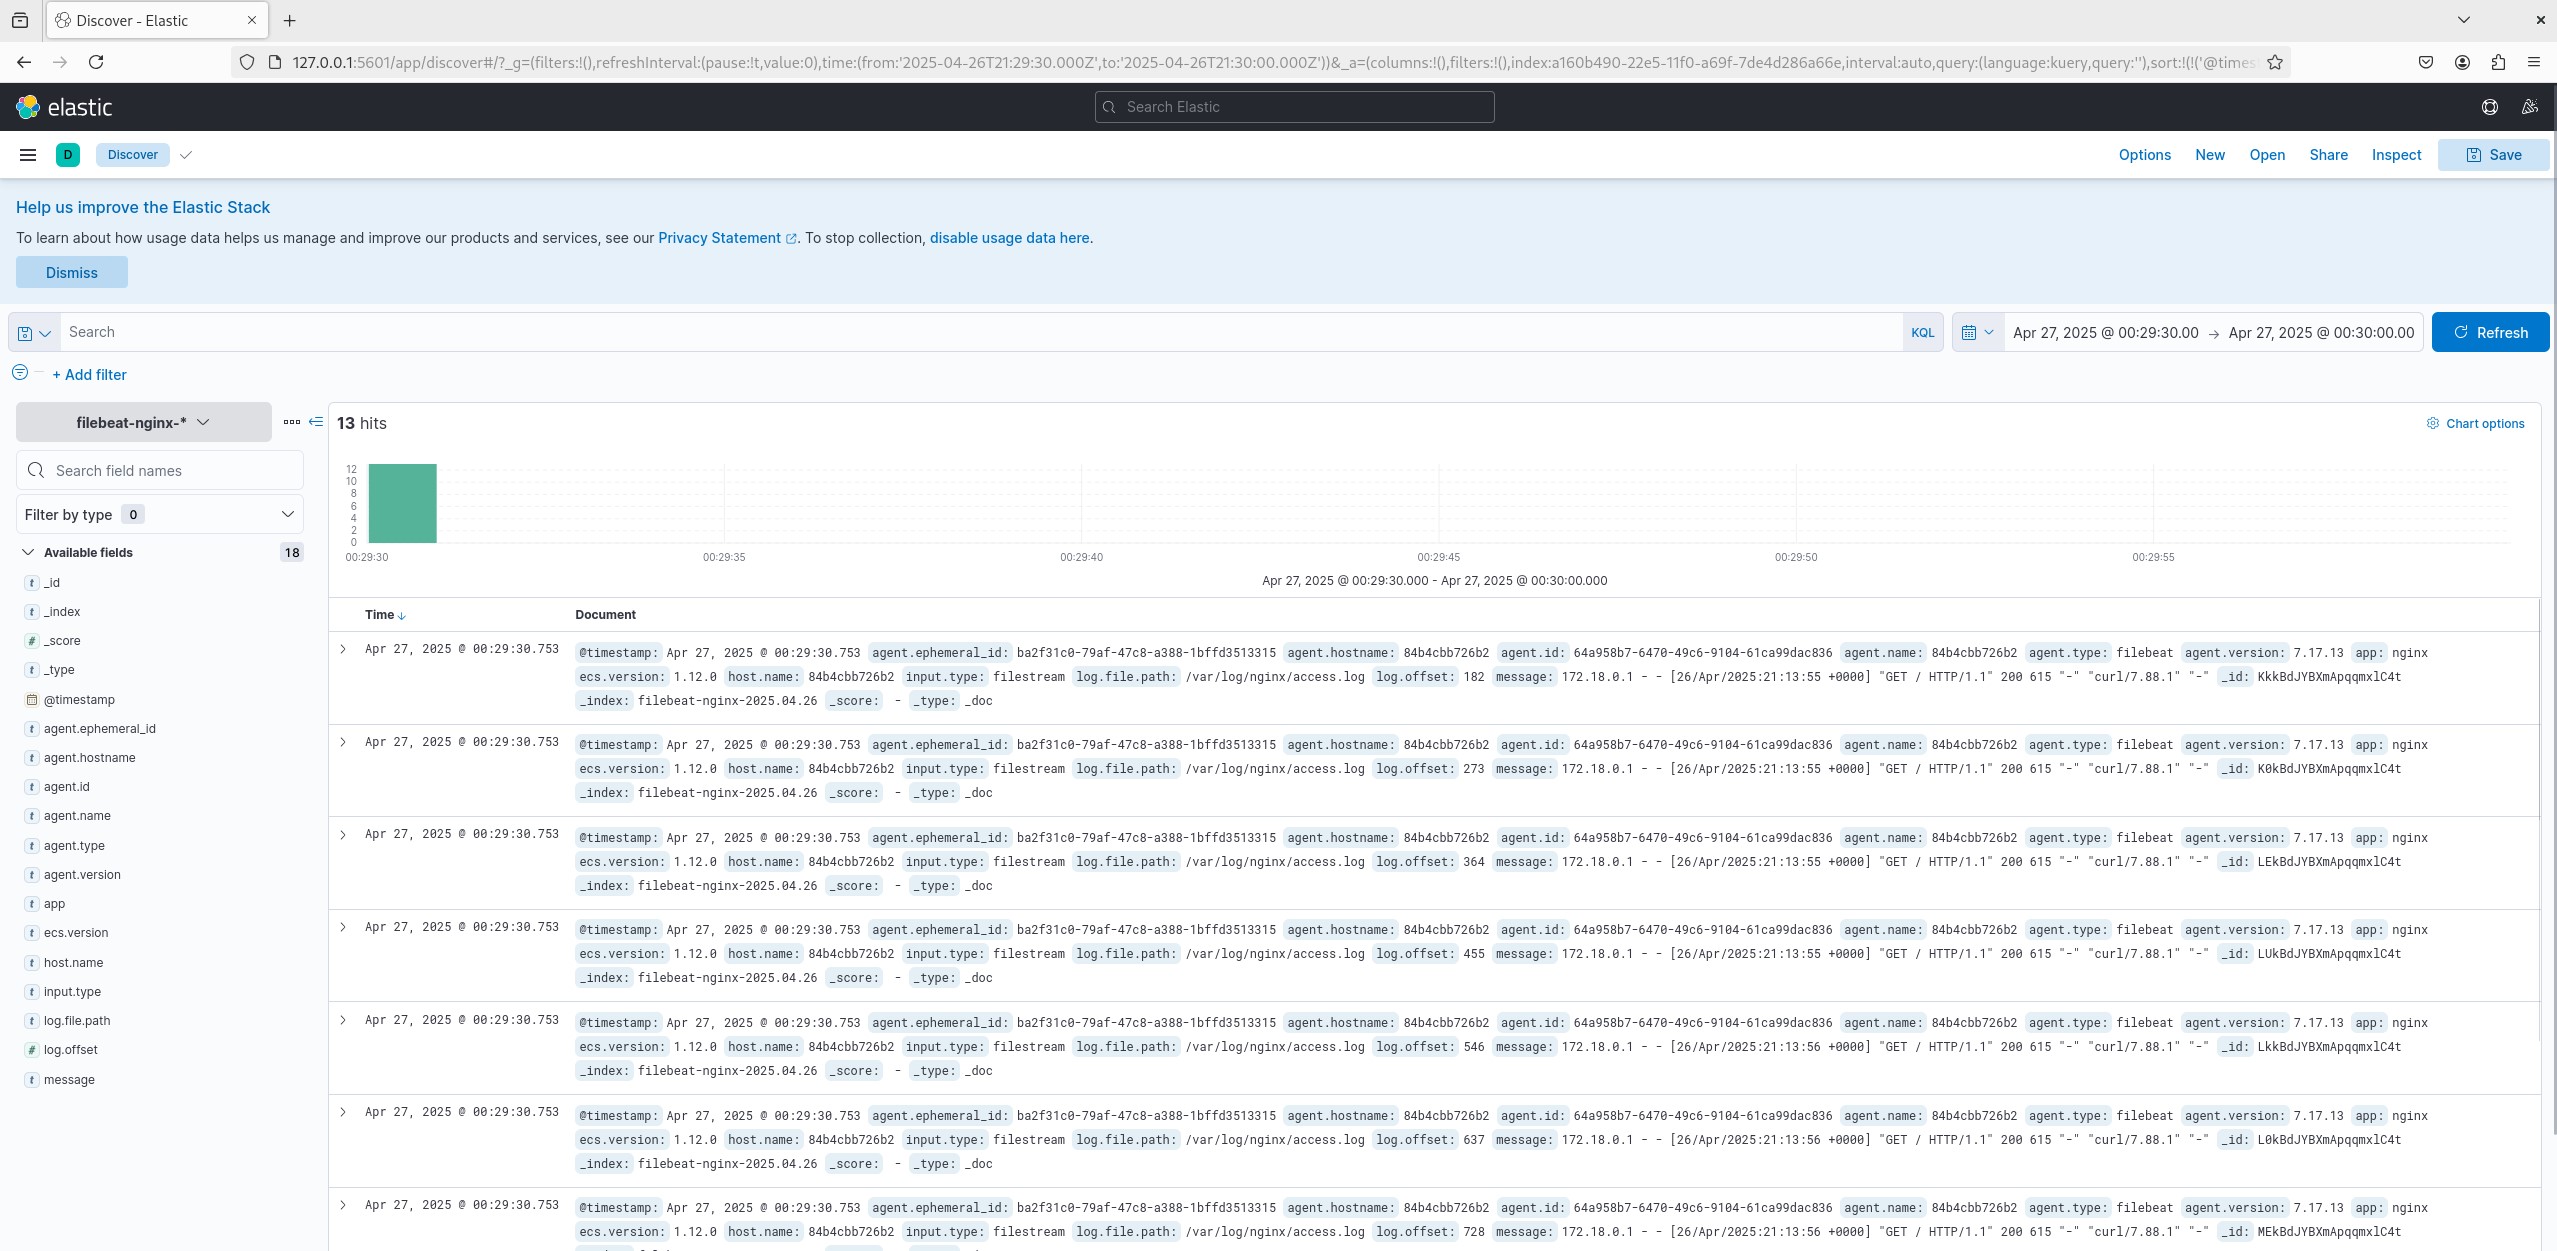 Discover - Elastic
127.0.0.1:5601/app/discover#/?_g=(filters:!(),refreshInterval:(pause:!t,value:0),time:(from:'2025-04-26T21:29:30.000Z',to:'2025-04-26T21:30:00.000Z'))&_a=(columns:!(),filters:!(),index:a160b490-22e5-11f0-a69f-7de4d286a66e,interval:auto,query:(language:kuery,query:''),sort:!(!('@times
elastic
Search Elastic
D Discover Options New Open Share Inspect Save
Help us improve the Elastic Stack
To learn about how usage data helps us manage and improve our products and services, see our Privacy Statement. To stop collection, disable usage data here.
Dismiss
Search KQL Apr 27, 2025 @ 00:29:30.00 → Apr 27, 2025 @ 00:30:00.00 Refresh
+ Add filter
filebeat-nginx-*
Search field names
Filter by type 0
Available fields 18
_id
_index
_score
_type
@timestamp
agent.ephemeral_id
agent.hostname
agent.id
agent.name
agent.type
agent.version
app
ecs.version
host.name
input.type
log.file.path
log.offset
message
13 hits
Chart options
12
10
8
6
4
2
0
00:29:30 00:29:35 00:29:40 00:29:45 00:29:50 00:29:55
Apr 27, 2025 @ 00:29:30.000 - Apr 27, 2025 @ 00:30:00.000
Time Document
Apr 27, 2025 @ 00:29:30.753 @timestamp: Apr 27, 2025 @ 00:29:30.753 agent.ephemeral_id: ba2f31c0-79af-47c8-a388-1bffd3513315 agent.hostname: 84b4cbb726b2 agent.id: 64a958b7-6470-49c6-9104-61ca99dac836 agent.name: 84b4cbb726b2 agent.type: filebeat agent.version: 7.17.13 app: nginx
ecs.version: 1.12.0 host.name: 84b4cbb726b2 input.type: filestream log.file.path: /var/log/nginx/access.log log.offset: 182 message: 172.18.0.1 - - [26/Apr/2025:21:13:55 +0000] "GET / HTTP/1.1" 200 615 "-" "curl/7.88.1" "-" _id: KkkBdJYBXmApqqmxlC4t
_index: filebeat-nginx-2025.04.26 _score: - _type: _doc
Apr 27, 2025 @ 00:29:30.753 @timestamp: Apr 27, 2025 @ 00:29:30.753 agent.ephemeral_id: ba2f31c0-79af-47c8-a388-1bffd3513315 agent.hostname: 84b4cbb726b2 agent.id: 64a958b7-6470-49c6-9104-61ca99dac836 agent.name: 84b4cbb726b2 agent.type: filebeat agent.version: 7.17.13 app: nginx
ecs.version: 1.12.0 host.name: 84b4cbb726b2 input.type: filestream log.file.path: /var/log/nginx/access.log log.offset: 273 message: 172.18.0.1 - - [26/Apr/2025:21:13:55 +0000] "GET / HTTP/1.1" 200 615 "-" "curl/7.88.1" "-" _id: K0kBdJYBXmApqqmxlC4t
_index: filebeat-nginx-2025.04.26 _score: - _type: _doc
Apr 27, 2025 @ 00:29:30.753 @timestamp: Apr 27, 2025 @ 00:29:30.753 agent.ephemeral_id: ba2f31c0-79af-47c8-a388-1bffd3513315 agent.hostname: 84b4cbb726b2 agent.id: 64a958b7-6470-49c6-9104-61ca99dac836 agent.name: 84b4cbb726b2 agent.type: filebeat agent.version: 7.17.13 app: nginx
ecs.version: 1.12.0 host.name: 84b4cbb726b2 input.type: filestream log.file.path: /var/log/nginx/access.log log.offset: 364 message: 172.18.0.1 - - [26/Apr/2025:21:13:55 +0000] "GET / HTTP/1.1" 200 615 "-" "curl/7.88.1" "-" _id: LEkBdJYBXmApqqmxlC4t
_index: filebeat-nginx-2025.04.26 _score: - _type: _doc
Apr 27, 2025 @ 00:29:30.753 @timestamp: Apr 27, 2025 @ 00:29:30.753 agent.ephemeral_id: ba2f31c0-79af-47c8-a388-1bffd3513315 agent.hostname: 84b4cbb726b2 agent.id: 64a958b7-6470-49c6-9104-61ca99dac836 agent.name: 84b4cbb726b2 agent.type: filebeat agent.version: 7.17.13 app: nginx
ecs.version: 1.12.0 host.name: 84b4cbb726b2 input.type: filestream log.file.path: /var/log/nginx/access.log log.offset: 455 message: 172.18.0.1 - - [26/Apr/2025:21:13:55 +0000] "GET / HTTP/1.1" 200 615 "-" "curl/7.88.1" "-" _id: LUkBdJYBXmApqqmxlC4t
_index: filebeat-nginx-2025.04.26 _score: - _type: _doc
Apr 27, 2025 @ 00:29:30.753 @timestamp: Apr 27, 2025 @ 00:29:30.753 agent.ephemeral_id: ba2f31c0-79af-47c8-a388-1bffd3513315 agent.hostname: 84b4cbb726b2 agent.id: 64a958b7-6470-49c6-9104-61ca99dac836 agent.name: 84b4cbb726b2 agent.type: filebeat agent.version: 7.17.13 app: nginx
ecs.version: 1.12.0 host.name: 84b4cbb726b2 input.type: filestream log.file.path: /var/log/nginx/access.log log.offset: 546 message: 172.18.0.1 - - [26/Apr/2025:21:13:56 +0000] "GET / HTTP/1.1" 200 615 "-" "curl/7.88.1" "-" _id: LkkBdJYBXmApqqmxlC4t
_index: filebeat-nginx-2025.04.26 _score: - _type: _doc
Apr 27, 2025 @ 00:29:30.753 @timestamp: Apr 27, 2025 @ 00:29:30.753 agent.ephemeral_id: ba2f31c0-79af-47c8-a388-1bffd3513315 agent.hostname: 84b4cbb726b2 agent.id: 64a958b7-6470-49c6-9104-61ca99dac836 agent.name: 84b4cbb726b2 agent.type: filebeat agent.version: 7.17.13 app: nginx
ecs.version: 1.12.0 host.name: 84b4cbb726b2 input.type: filestream log.file.path: /var/log/nginx/access.log log.offset: 637 message: 172.18.0.1 - - [26/Apr/2025:21:13:56 +0000] "GET / HTTP/1.1" 200 615 "-" "curl/7.88.1" "-" _id: L0kBdJYBXmApqqmxlC4t
_index: filebeat-nginx-2025.04.26 _score: - _type: _doc
Apr 27, 2025 @ 00:29:30.753 @timestamp: Apr 27, 2025 @ 00:29:30.753 agent.ephemeral_id: ba2f31c0-79af-47c8-a388-1bffd3513315 agent.hostname: 84b4cbb726b2 agent.id: 64a958b7-6470-49c6-9104-61ca99dac836 agent.name: 84b4cbb726b2 agent.type: filebeat agent.version: 7.17.13 app: nginx
ecs.version: 1.12.0 host.name: 84b4cbb726b2 input.type: filestream log.file.path: /var/log/nginx/access.log log.offset: 728 message: 172.18.0.1 - - [26/Apr/2025:21:13:56 +0000] "GET / HTTP/1.1" 200 615 "-" "curl/7.88.1" "-" _id: MEkBdJYBXmApqqmxlC4t